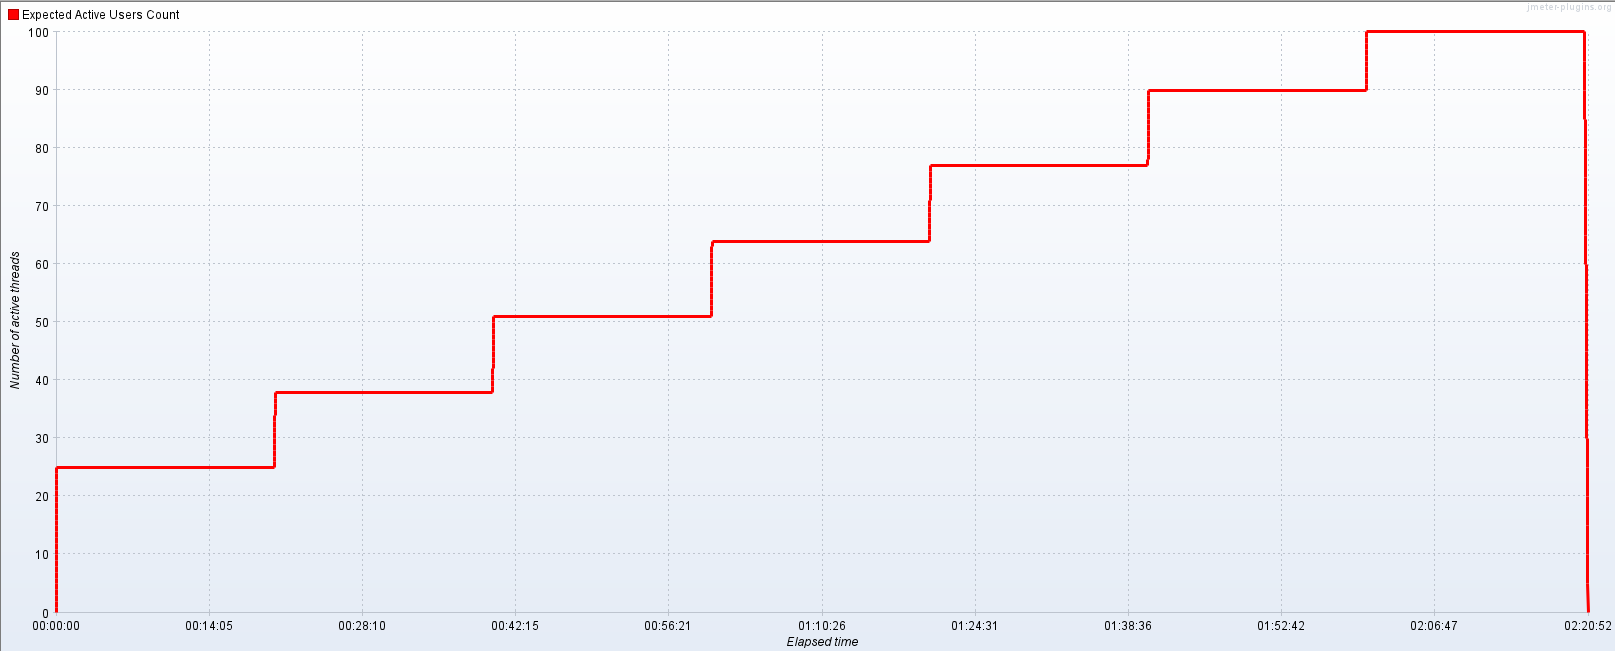 jmeter-plugins.org
Expected Active Users Count
100
90
80
70
60
50
40
30
20
10
0
Number of active threads
00:00:00 00:14:05 00:28:10 00:42:15 00:56:21 01:10:26 01:24:31 01:38:36 01:52:42 02:06:47 02:20:52
Elapsed time